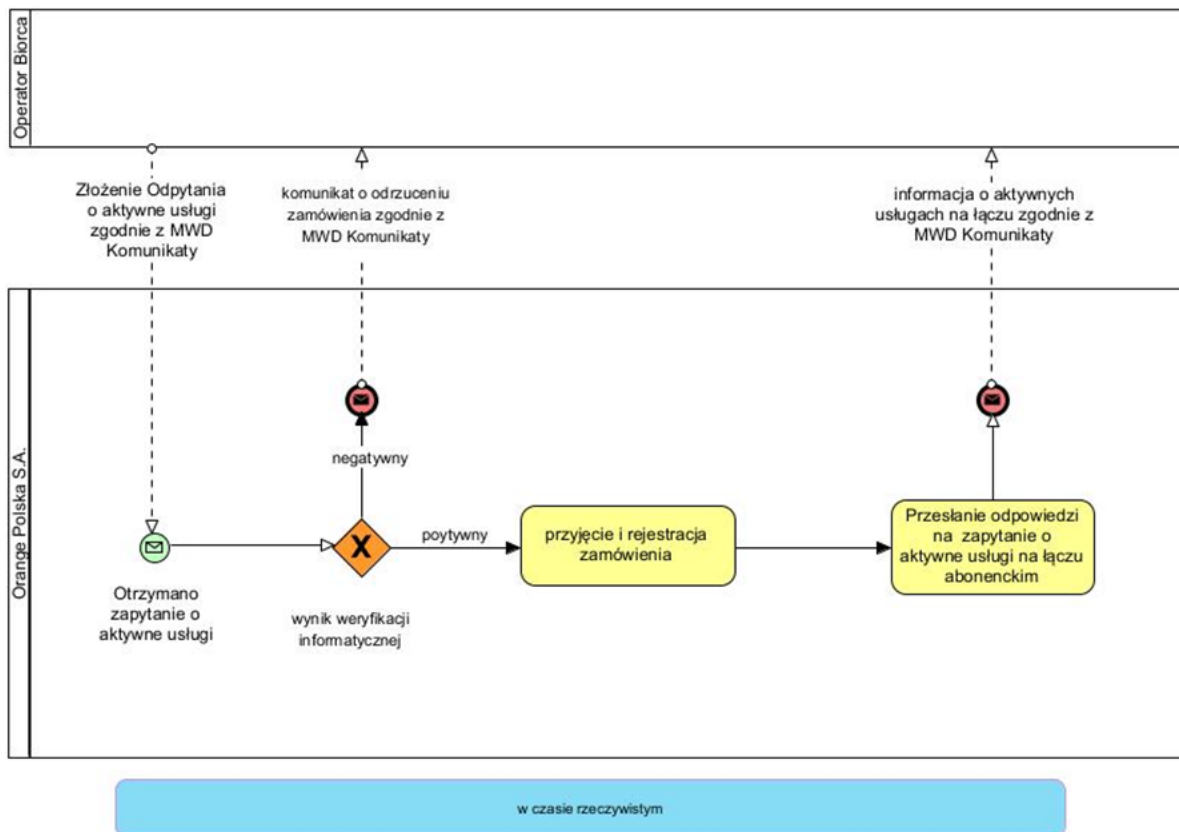 Operator Biorca
Złożenie Odpytania
o aktywne usługi
zgodnie z MWD
Komunikaty
komunikat o odrzuceniu
zamówienia zgodnie z
MWD Komunikaty
informacja o aktywnych
usługach na łączu zgodnie z
MWD Komunikaty
Orange Polska S.A.
negatywny
X
poytywny
przyjęcie i rejestracja
zamówienia
Przesłanie odpowiedzi
na zapytanie o
aktywne usługi na łączu
abonenckim
Otrzymano
zapytanie o
aktywne usługi
wynik weryfikacji
informatycznej
w czasie rzeczywistym